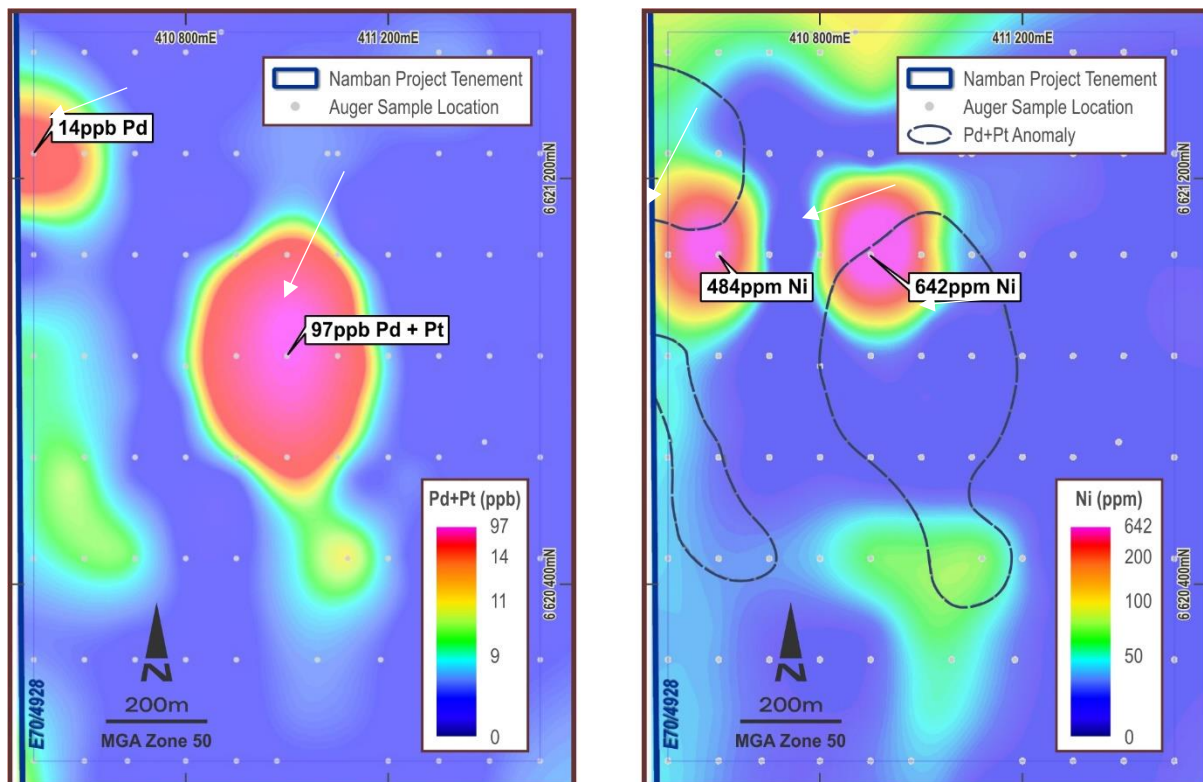 410 800mE
411 200mE
Namban Project Tenement
Auger Sample Location
14ppb Pd
6 621 200mN
97ppb Pd + Pt
Pd+Pt (ppb)
97
14
11
9
0
6 620 400mN
N
200m
MGA Zone 50
E70/4928
410 800mE
411 200mE
Namban Project Tenement
Auger Sample Location
Pd+Pt Anomaly
6 621 200mN
484ppm Ni
642ppm Ni
Ni (ppm)
642
200
100
50
0
6 620 400mN
N
200m
MGA Zone 50
E70/4928